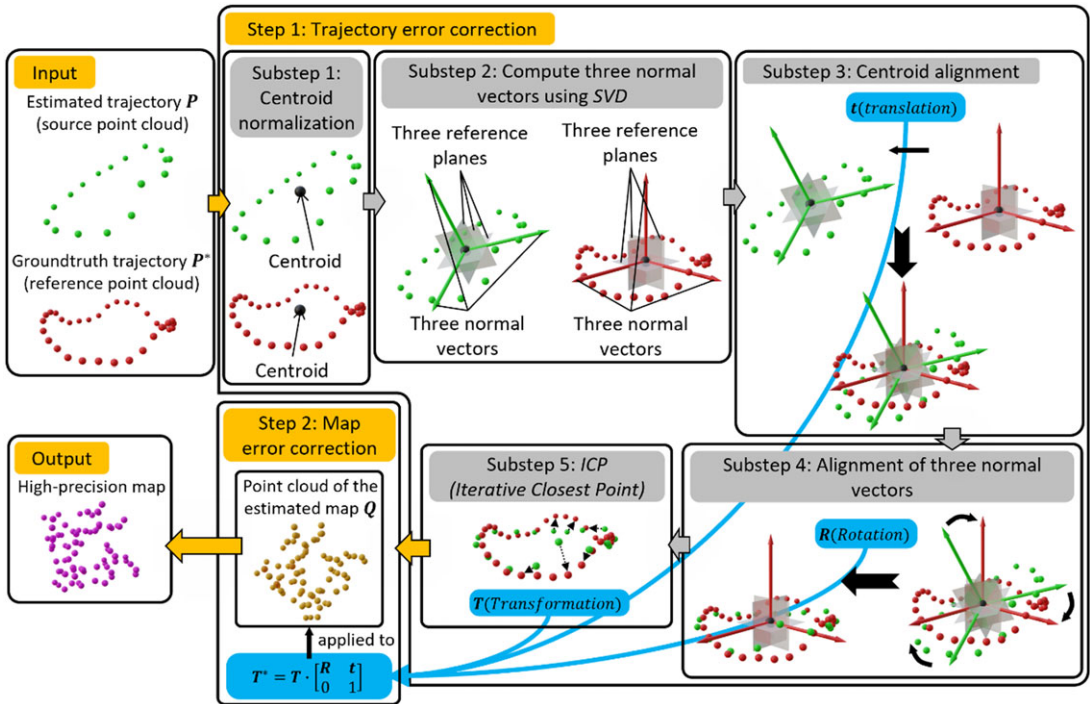 Step 1: Trajectory error correction
Input
Estimated trajectory P
(source point cloud)
Groundtruth trajectory P*
(reference point cloud)
Substep 1:
Centroid
normalization
Centroid
Centroid
Substep 2: Compute three normal
vectors using SVD
Three reference
planes
Three reference
planes
Three normal
vectors
Three normal
vectors
Substep 3: Centroid alignment
t(translation)
Substep 4: Alignment of three normal
vectors
R(Rotation)
Substep 5: ICP
(Iterative Closest Point)
T(Transformation)
Step 2: Map
error correction
Point cloud of the
estimated map Q
applied to
T* = T · [R t
0 1]
Output
High-precision map